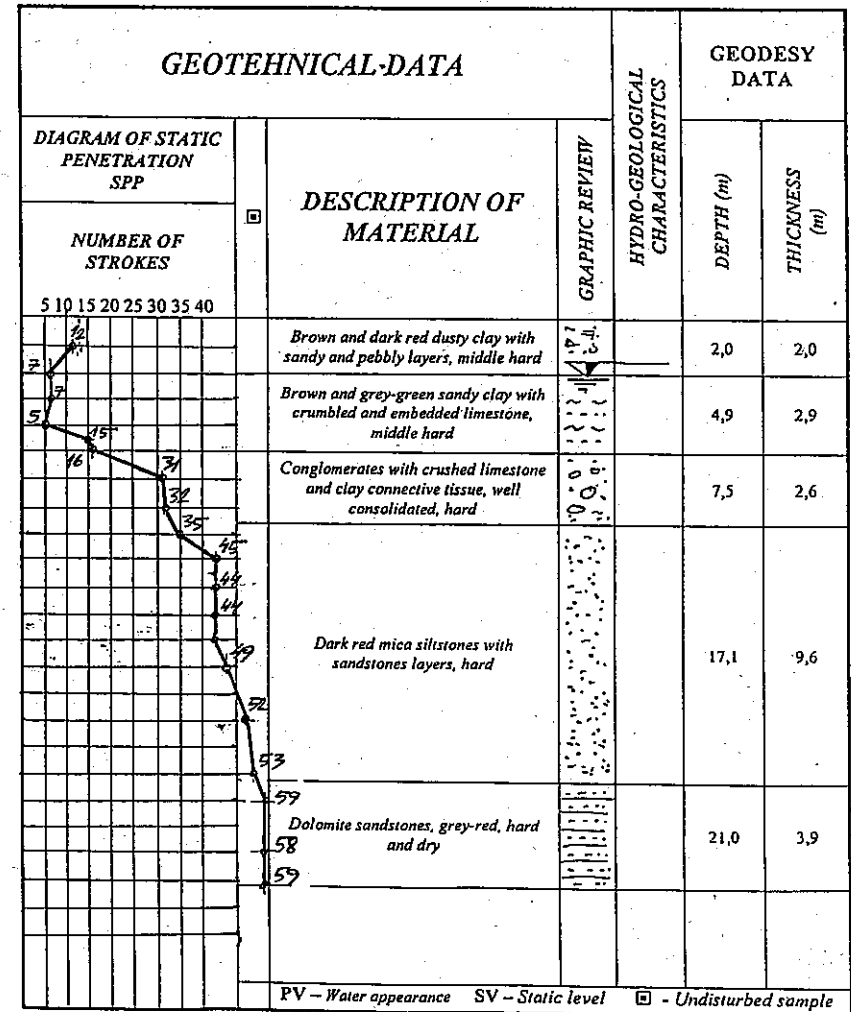 GEOTEHNICAL-DATA
GEODESY
DATA
HYDRO-GEOLOGICAL
CHARACTERISTICS
DIAGRAM OF STATIC
PENETRATION
SPP
NUMBER OF
STROKES
DESCRIPTION OF
MATERIAL
GRAPHIC REVIEW
DEPTH (m)
THICKNESS
(m)
5 10 15 20 25 30 35 40
12
Brown and dark red dusty clay with
sandy and pebbly layers, middle hard
2,0
2,0
7
7
5
15
16
Brown and grey-green sandy clay with
crumbled and embedded limestone,
middle hard
4,9
2,9
31
32
35
Conglomerates with crushed limestone
and clay connective tissue, well
consolidated, hard
7,5
2,6
45
44
44
49
52
53
Dark red mica siltstones with
sandstones layers, hard
17,1
9,6
59
58
59
Dolomite sandstones, grey-red, hard
and dry
21,0
3,9
PV – Water appearance SV – Static level - Undisturbed sample